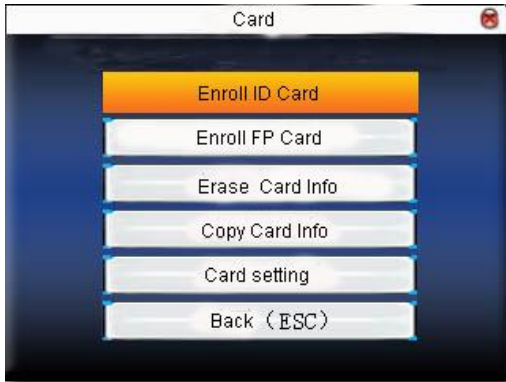 Card
Enroll ID Card
Enroll FP Card
Erase Card Info
Copy Card Info
Card setting
Back（ESC）